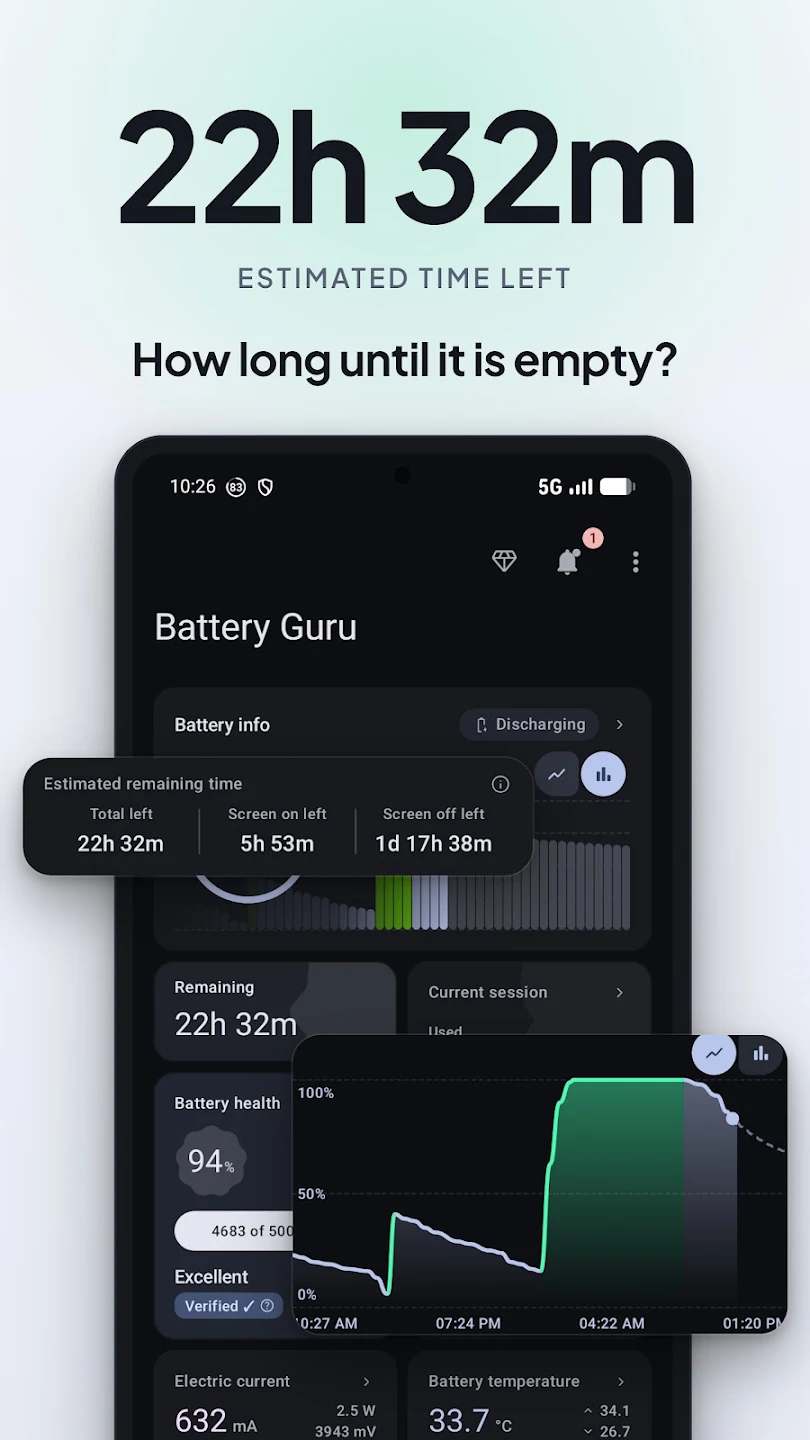 22h 32m
ESTIMATED TIME LEFT
How long until it is empty?
10:26 83 5G
1
Battery Guru
Battery info Discharging
Estimated remaining time
Total left Screen on left Screen off left
22h 32m 5h 53m 1d 17h 38m
Remaining
22h 32m
Current session
Used
Battery health
94%
4683 of 500
Excellent
Verified ✓
100%
50%
0%
0:27 AM 07:24 PM 04:22 AM 01:20 PM
Electric current
632 mA
2.5 W
3943 mV
Battery temperature
33.7 °C
34.1
26.7